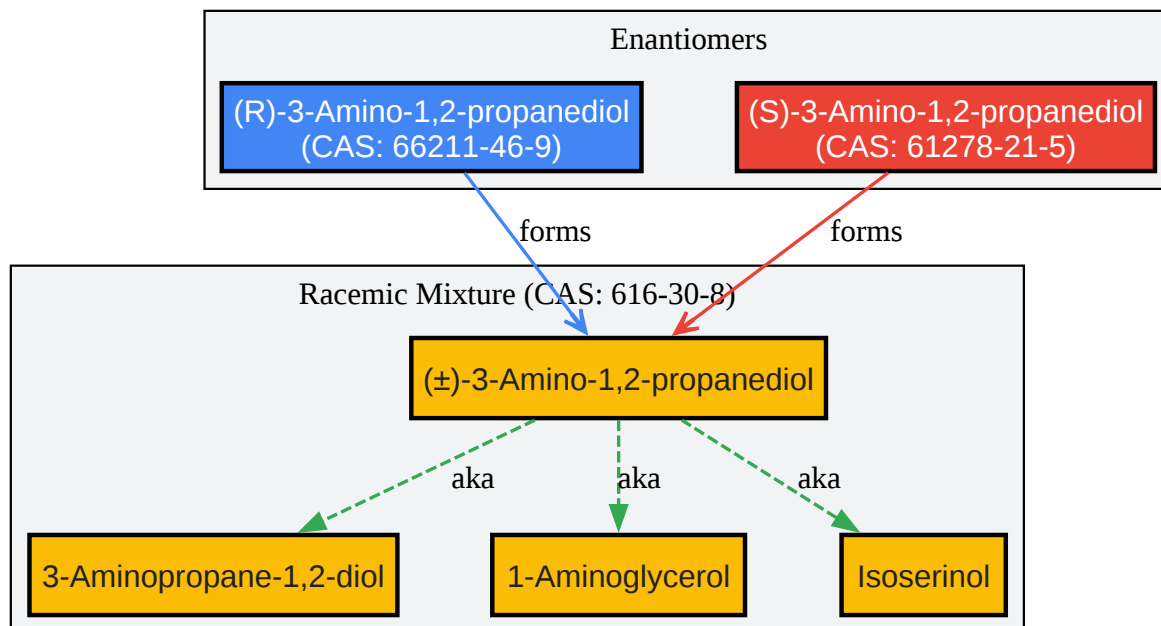 Enantiomers
(R)-3-Amino-1,2-propanediol
(CAS: 66211-46-9)
(S)-3-Amino-1,2-propanediol
(CAS: 61278-21-5)
forms
forms
Racemic Mixture (CAS: 616-30-8)
(±)-3-Amino-1,2-propanediol
aka
aka
aka
3-Aminopropane-1,2-diol
1-Aminoglycerol
Isoserinol